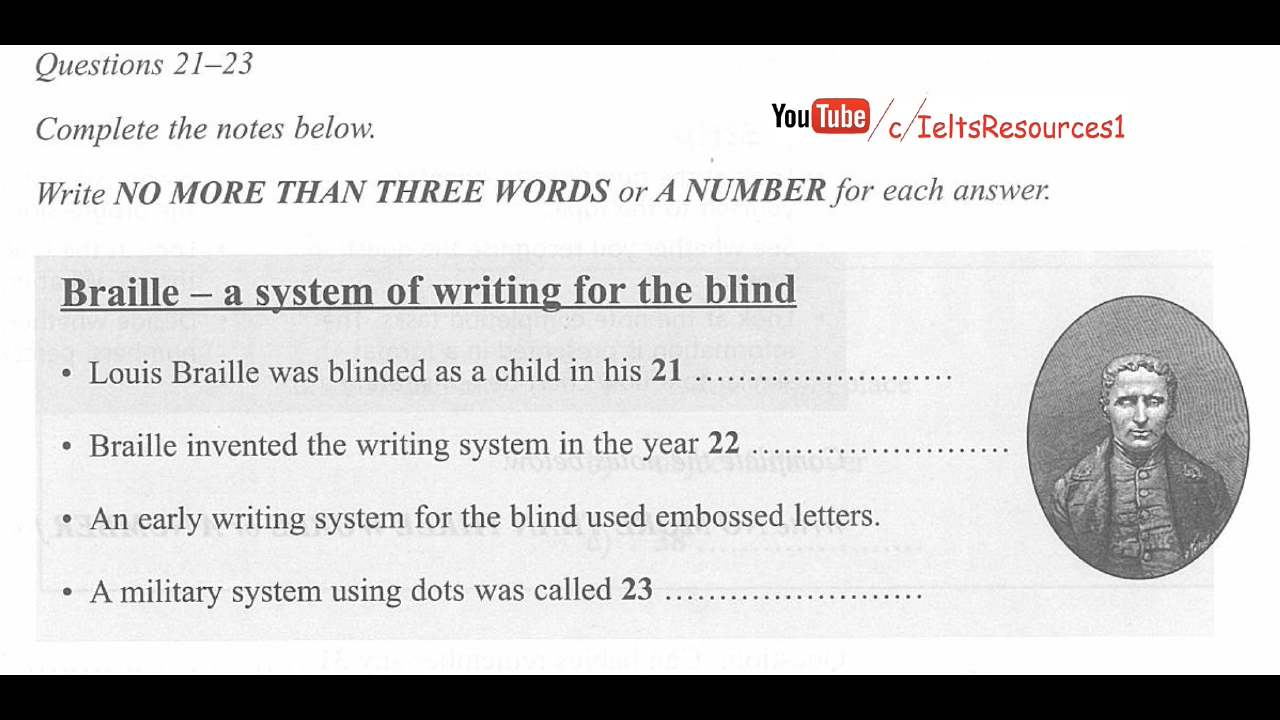 Questions 21–23
Complete the notes below.
YouTube/c/IeltsResources1
Write NO MORE THAN THREE WORDS or A NUMBER for each answer.
Braille – a system of writing for the blind
• Louis Braille was blinded as a child in his 21 ........................
• Braille invented the writing system in the year 22 ........................
• An early writing system for the blind used embossed letters.
• A military system using dots was called 23 ........................